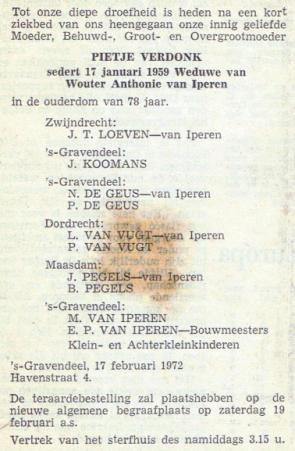 Tot onze diepe droefheid is heden na een kort
ziekbed van ons heengegaan onze innig geliefde
Moeder, Behuwd-, Groot- en Overgrootmoeder
PIETJE VERDONK
sedert 17 januari 1959 Weduwe van
Wouter Anthonie van Iperen
in de ouderdom van 78 jaar.
Zwijndrecht:
J. T. LOEVEN—van Iperen
's-Gravendeel:
J. KOOMANS
's-Gravendeel:
N. DE GEUS—van Iperen
P. DE GEUS
Dordrecht:
L. VAN VUGT—van Iperen
P. VAN VUGT
Maasdam:
J. PEGELS—van Iperen
B. PEGELS
's-Gravendeel:
M. VAN IPEREN
E. P. VAN IPEREN—Bouwmeesters
Klein- en Achterkleinkinderen
's-Gravendeel, 17 februari 1972
Havenstraat 4.
De teraardebestelling zal plaatshebben op de
nieuwe algemene begraafplaats op zaterdag 19
februari a.s.
Vertrek van het sterfhuis des namiddags 3.15 u.